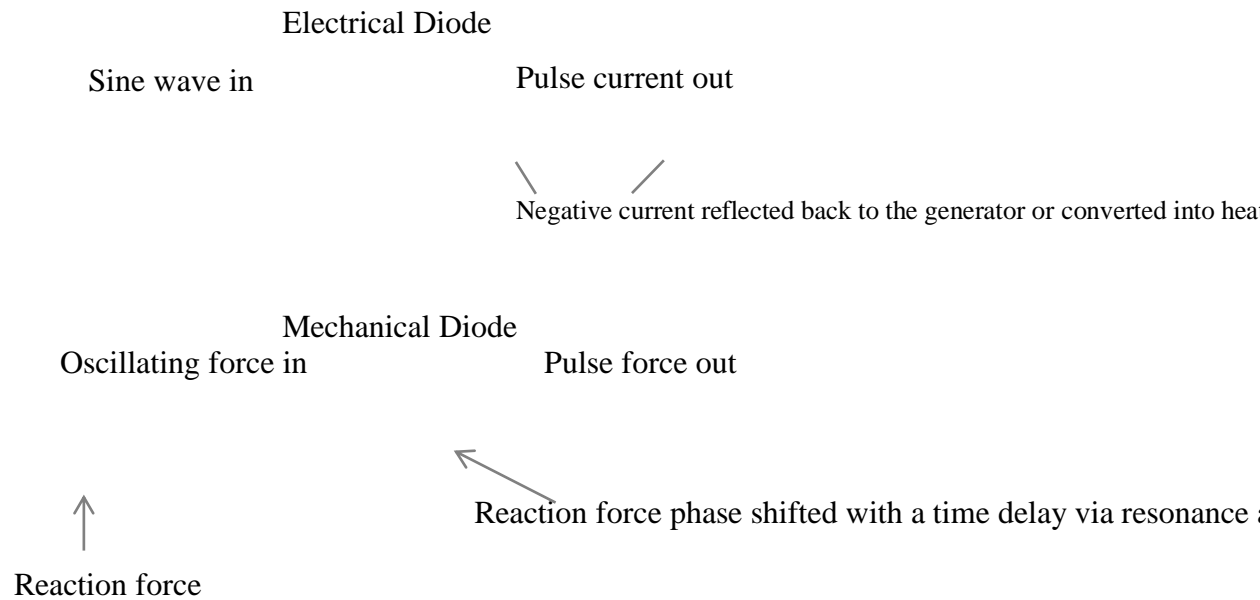 Electrical Diode
Sine wave in Pulse current out
Negative current reflected back to the generator or converted into
Mechanical Diode
Oscillating force in Pulse force out
Reaction force phase shifted with a time delay via resonance
Reaction force